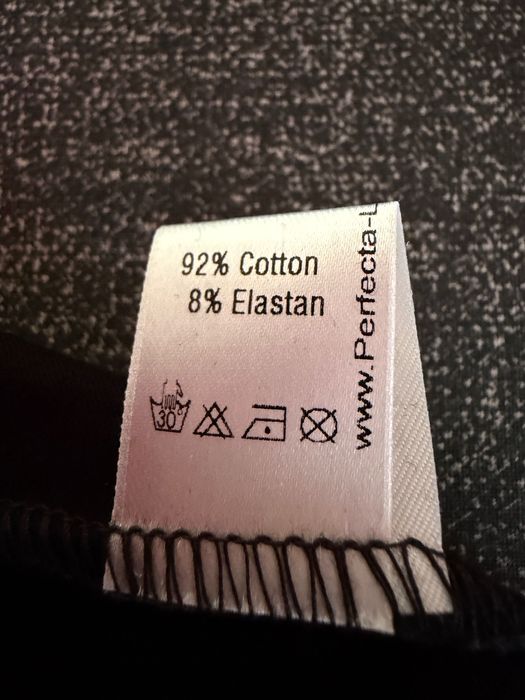 92% Cotton
8% Elastan
30
www.Perfecta-L